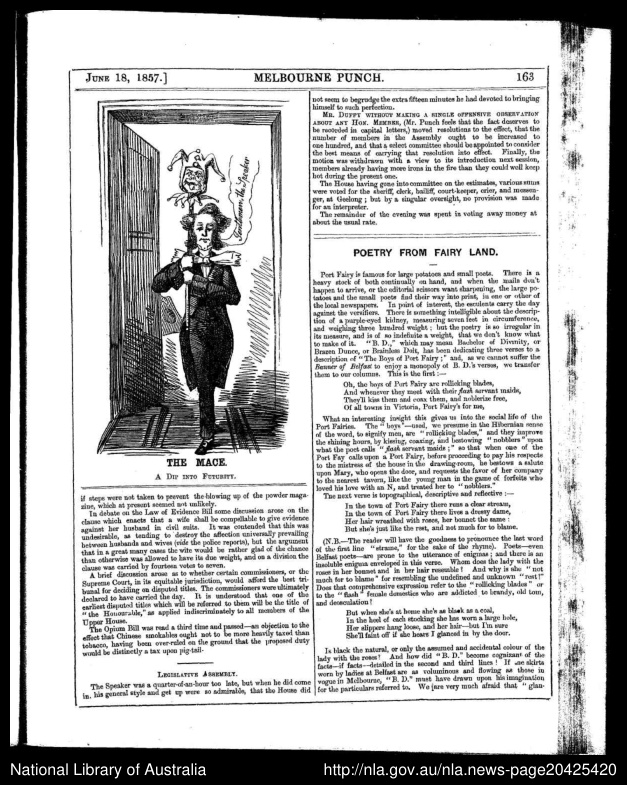 JUNE 18, 1857.]
MELBOURNE PUNCH.
163
Gentlemen the Speaker
THE MACE.
A DIP INTO FUTURITY.
if steps were not taken to prevent the blowing up of the powder maga-
zine, which at present seemed not unlikely.
In debate on the Law of Evidence Bill some discussion arose on the
clause which enacts that a wife shall be compellable to give evidence
against her husband in civil suits. It was contended that this was
undesirable, as tending to destroy the affection universally prevailing
between husbands and wives (vide the police reports), but the argument
that in a great many cases the wife would be rather glad of the chance
than otherwise was allowed to have its due weight, and on a division the
clause was carried by fourteen votes to seven.
A brief discussion arose as to whether certain commissioners, or the
Supreme Court, in its equitable jurisdiction, would afford the best tri-
bunal for deciding on disputed titles. The commissioners were ultimately
declared to have carried the day. It is understood that one of the
earliest disputed titles which will be referred to them will be the title of
"the Honourable," as applied indiscriminately to all members of the
Upper House.
The Opium Bill was read a third time and passed—an objection to the
effect that Chinese smokables ought not to be more heavily taxed than
tobacco, having been over-ruled on the ground that the proposed duty
would be distinctly a tax upon pig-tail.
LEGISLATIVE ASSEMBLY.
The Speaker was a quarter-of-an-hour too late, but when he did come
in, his general style and get up were so admirable, that the House did
not seem to begrudge the extra fifteen minutes he had devoted to bringing
himself to such perfection.
MR. DUFFY WITHOUT MAKING A SINGLE OFFENSIVE OBSERVATION
ABOUT ANY HON. MEMBER, (Mr. Punch feels that the fact deserves to
be recorded in capital letters,) moved resolutions to the effect, that the
number of members in the Assembly ought to be increased to
one hundred, and that a select committee should be appointed to consider
the best means of carrying that resolution into effect. Finally, the
motion was withdrawn with a view to its introduction next session,
members already having more irons in the fire than they could well keep
hot during the present one.
The House having gone into committee on the estimates, various sums
were voted for the sheriff, clerk, bailiff, court-keeper, crier, and messen-
ger, at Geelong; but by a singular oversight, no provision was made
for an interpreter.
The remainder of the evening was spent in voting away money at
about the usual rate.
POETRY FROM FAIRY LAND.
Port Fairy is famous for large potatoes and small poets. There is a
heavy stock of both continually on hand, and when the mails don't
happen to arrive, or the editorial scissors want sharpening, the large po-
tatoes and the small poets find their way into print, in one or other of
the local newspapers. In point of interest, the esculents carry the day
against the versifiers. There is something intelligible about the descrip-
tion of a purple-eyed kidney, measuring seven feet in circumference,
and weighing three hundred weight; but the poetry is so irregular in
its measure, and is of so indefinite a weight, that we don't know what
to make of it. "B. D.," which may mean Bachelor of Divinity, or
Brazen Dunce, or Brainless Dolt, has been dedicating three verses to a
description of "The Boys of Port Fairy;" and, as we cannot suffer the
Banner of Belfast to enjoy a monopoly of B. D.'s verses, we transfer
them to our columns. This is the first:—
Oh, the boys of Port Fairy are rollicking blades,
And whenever they meet with their flash servant maids,
They'll kiss them and coax them, and noblerize free,
Of all towns in Victoria, Port Fairy's for me,
What an interesting insight this gives us into the social life of the
Port Fairies. The "boys"—used, we presume in the Hibernian sense
of the word, to signify men, are "rollicking blades," and they improve
the shining hours, by kissing, coaxing, and bestowing "nobblers" upon
what the poet calls "flash servant maids;" so that when one of the
Port Fay calls upon a Port Fairy, before proceeding to pay his respects
to the mistress of the house in the drawing-room, he bestows a salute
upon Mary, who opens the door, and requests the favor of her company
to the nearest tavern, like the young man in the game of forfeits who
loved his love with an N, and treated her to "nobblers."
The next verse is topographical, descriptive and reflective:—
In the town of Port Fairy there runs a clear stream,
In the town of Port Fairy there lives a dressy dame,
Her hair wreathed with roses, her bonnet the same:
But she's just like the rest, and not much for to blame.
(N.B.—The reader will have the goodness to pronounce the last word
of the first line "strame," for the sake of the rhyme). Poets—even
Belfast poets—are prone to the utterance of enigmas; and there is an
insoluble enigma enveloped in this verse. Whom does the lady with the
roses in her bonnet and in her hair resemble? And why is she "not
much for to blame" for resembling the undefined and unknown "rest!"
Does that comprehensive expression refer to the "rollicking blades" or
to the "flash" female domestics who are addicted to brandy, old tom,
and desosculation!
But when she's at home she's as black as a coal,
In the heel of each stocking she has worn a large hole,
Her slippers hang loose, and her hair—but I'm sure
She'll faint off if she hears I glanced in by the door.
Is black the natural, or only the assumed and accidental colour of the
lady with the roses? And how did "B. D." become cognizant of the
facts—if facts—detailed in the second and third lines! If the skirts
worn by ladies at Belfast are as voluminous and flowing as those in
vogue in Melbourne, "B. D." must have drawn upon his imagination
for the particulars referred to. We are very much afraid that "glan-
National Library of Australia
http://nla.gov.au/nla.news-page20425420